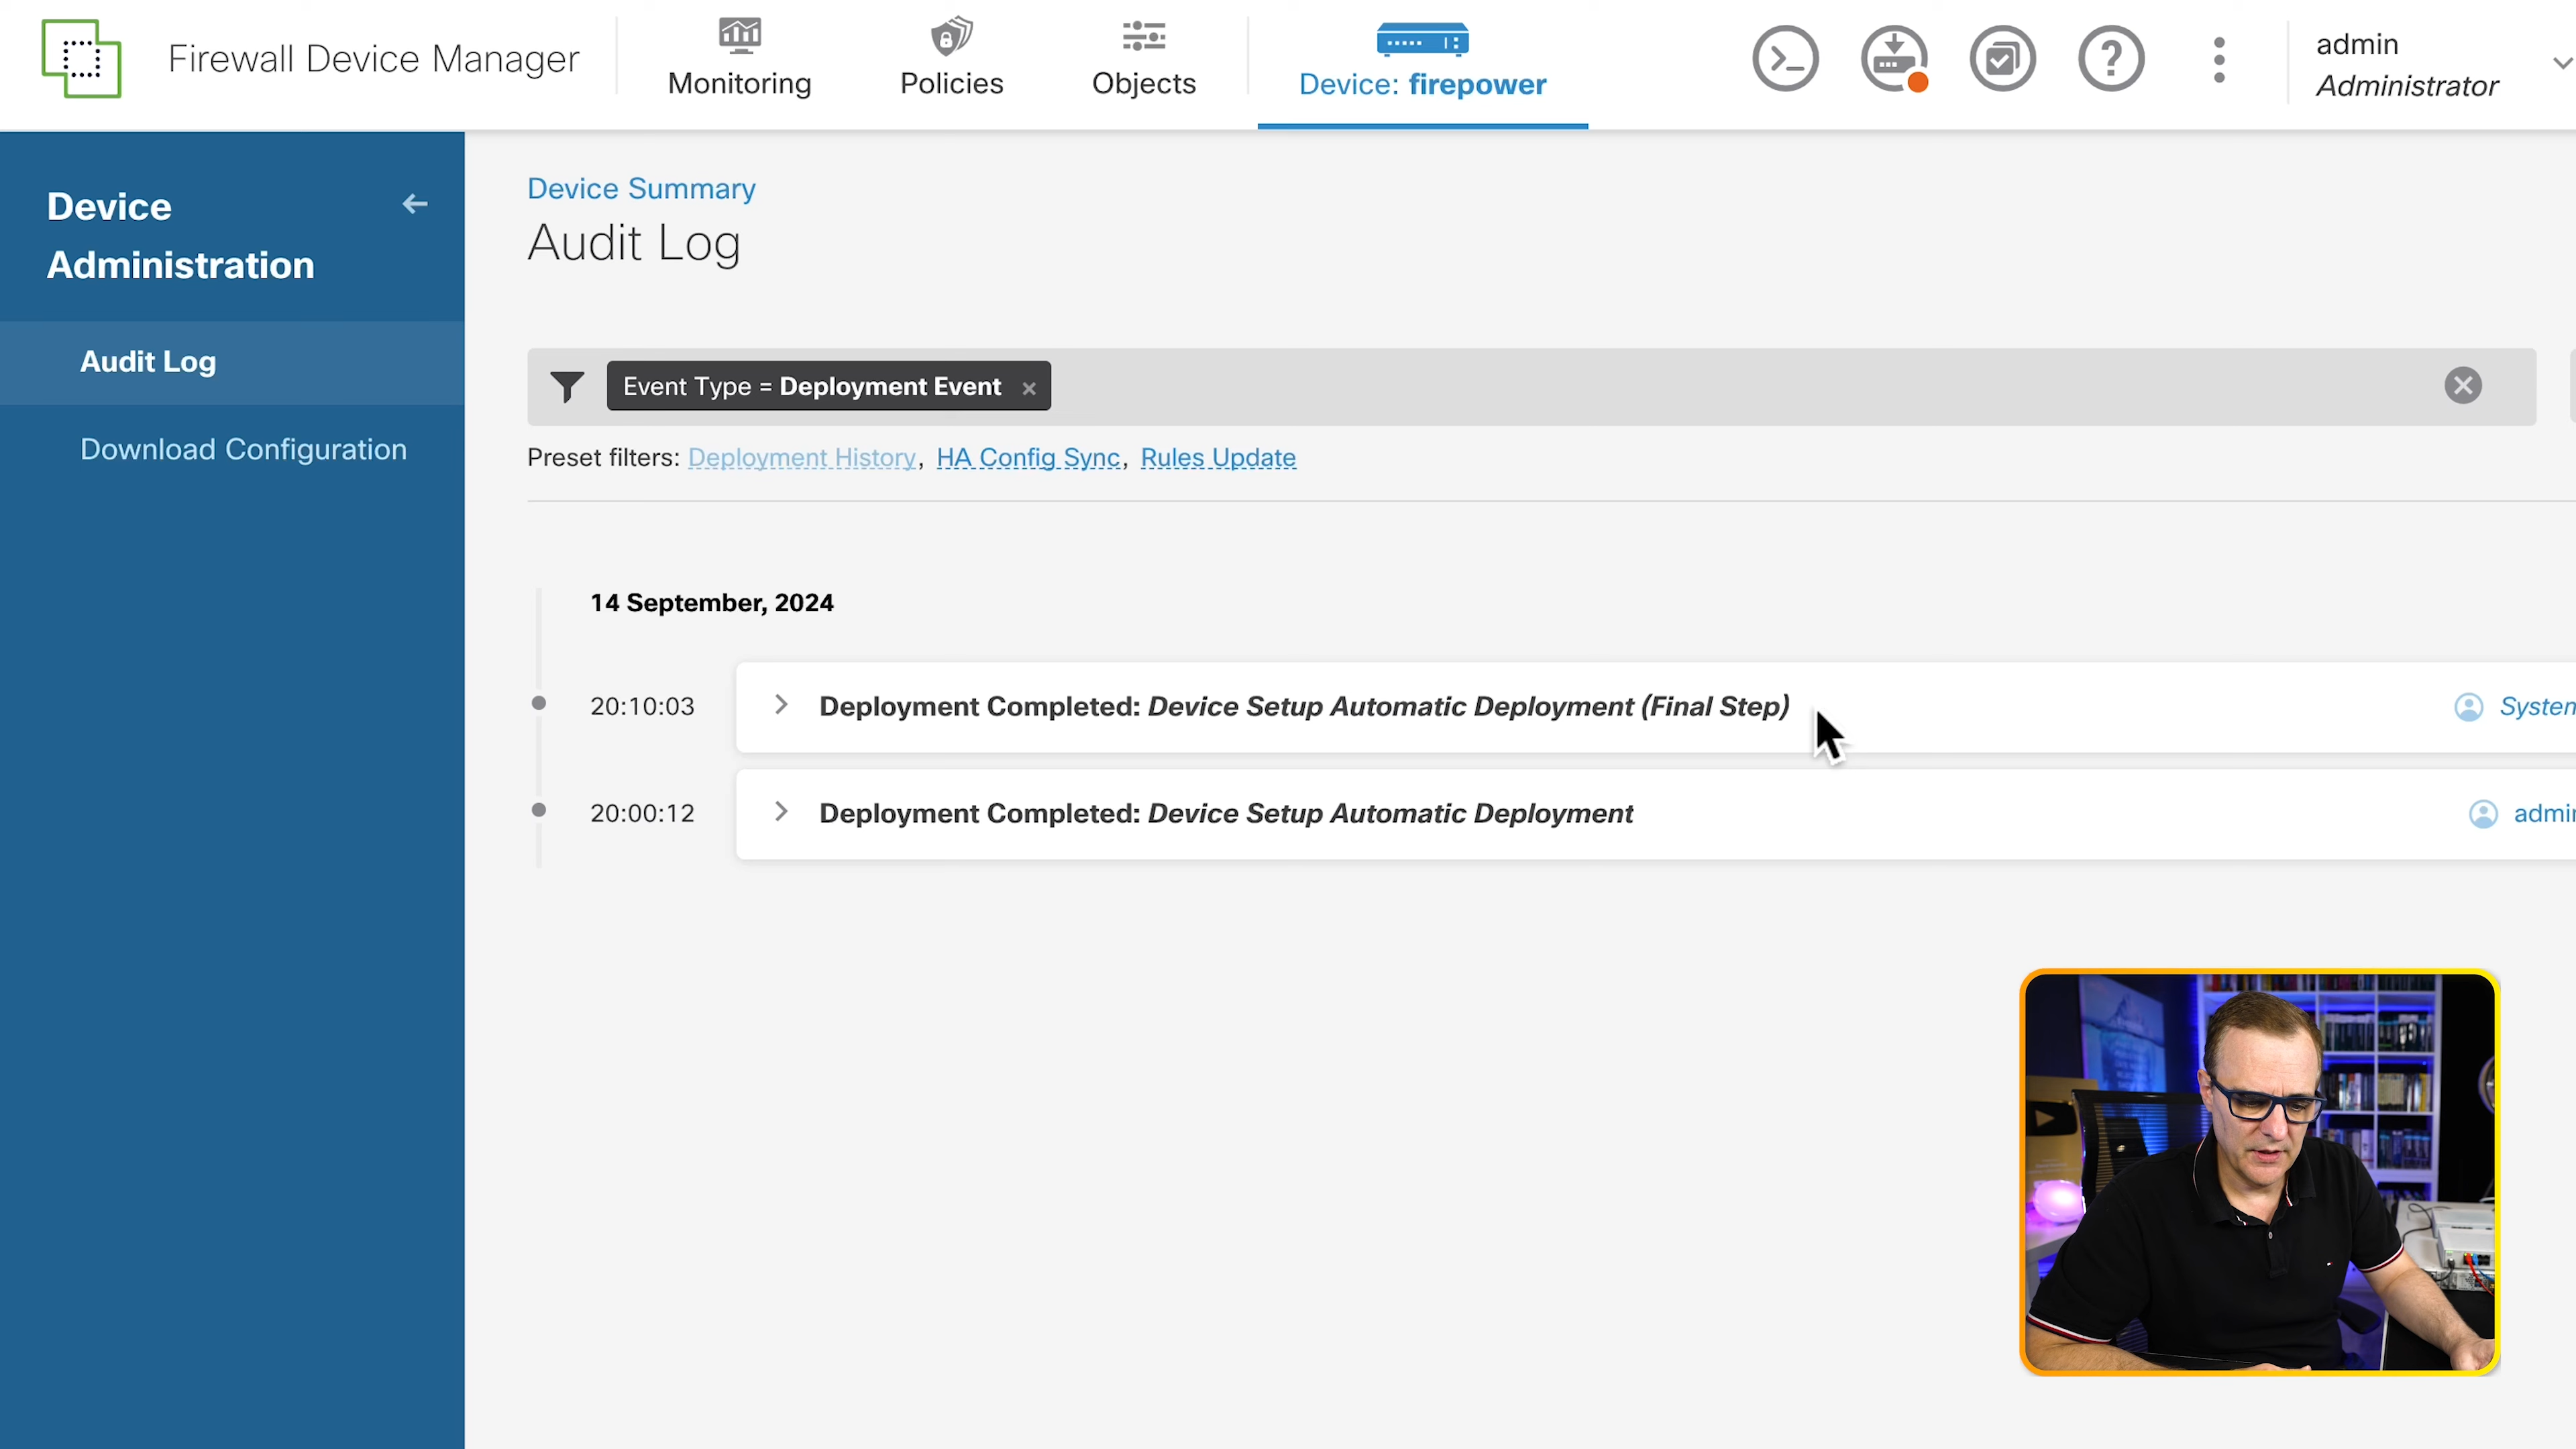 Firewall Device Manager
Monitoring
Policies
Objects
Device: firepower
admin
Administrator
Device
Administration
Audit Log
Download Configuration
Device Summary
Audit Log
Event Type = Deployment Event ×
Preset filters: Deployment History, HA Config Sync, Rules Update
14 September, 2024
20:10:03 Deployment Completed: Device Setup Automatic Deployment (Final Step) System
20:00:12 Deployment Completed: Device Setup Automatic Deployment admin